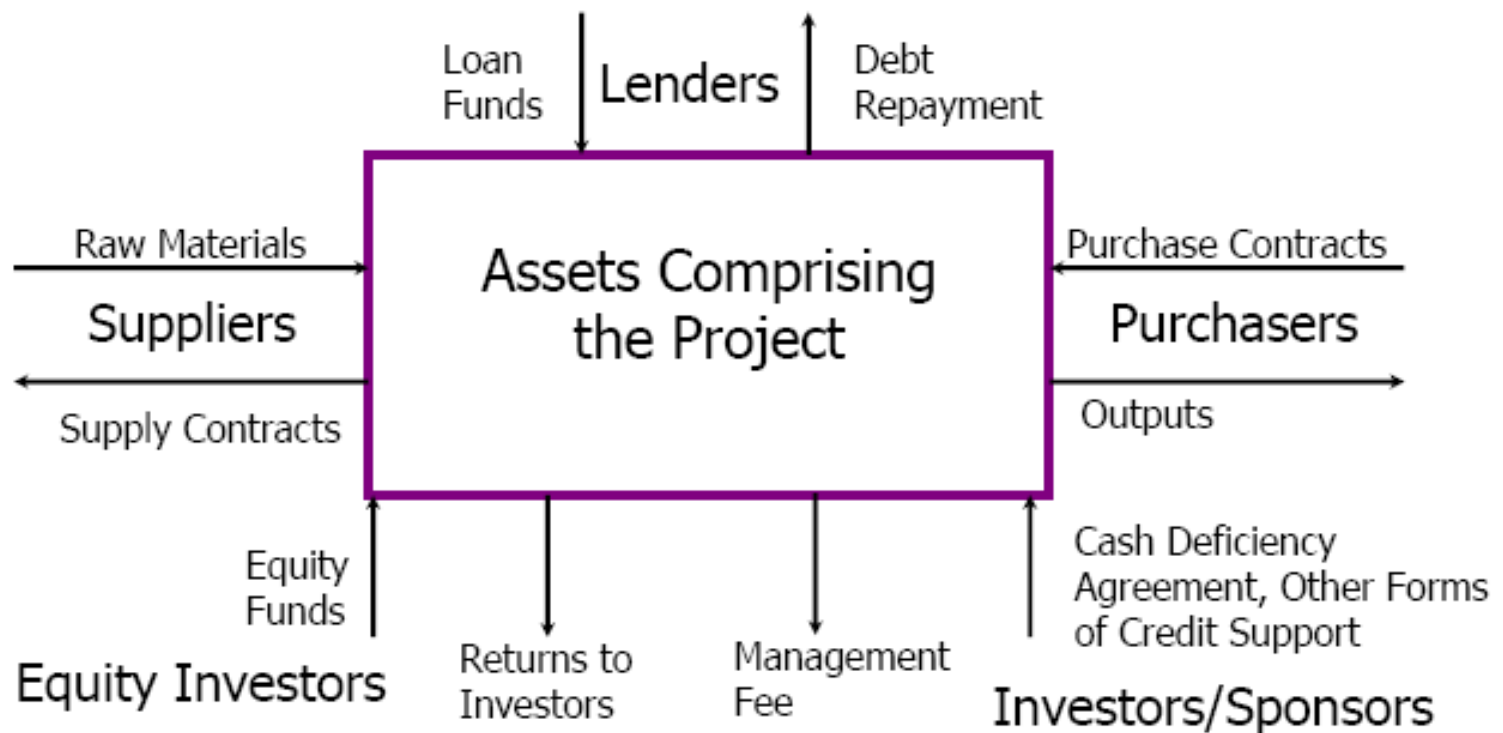 Loan
Funds
Lenders
Debt
Repayment
Raw Materials
Suppliers
Supply Contracts
Assets Comprising
the Project
Purchase Contracts
Purchasers
Outputs
Equity
Funds
Equity Investors
Returns to
Investors
Management
Fee
Cash Deficiency
Agreement, Other Forms
of Credit Support
Investors/Sponsors